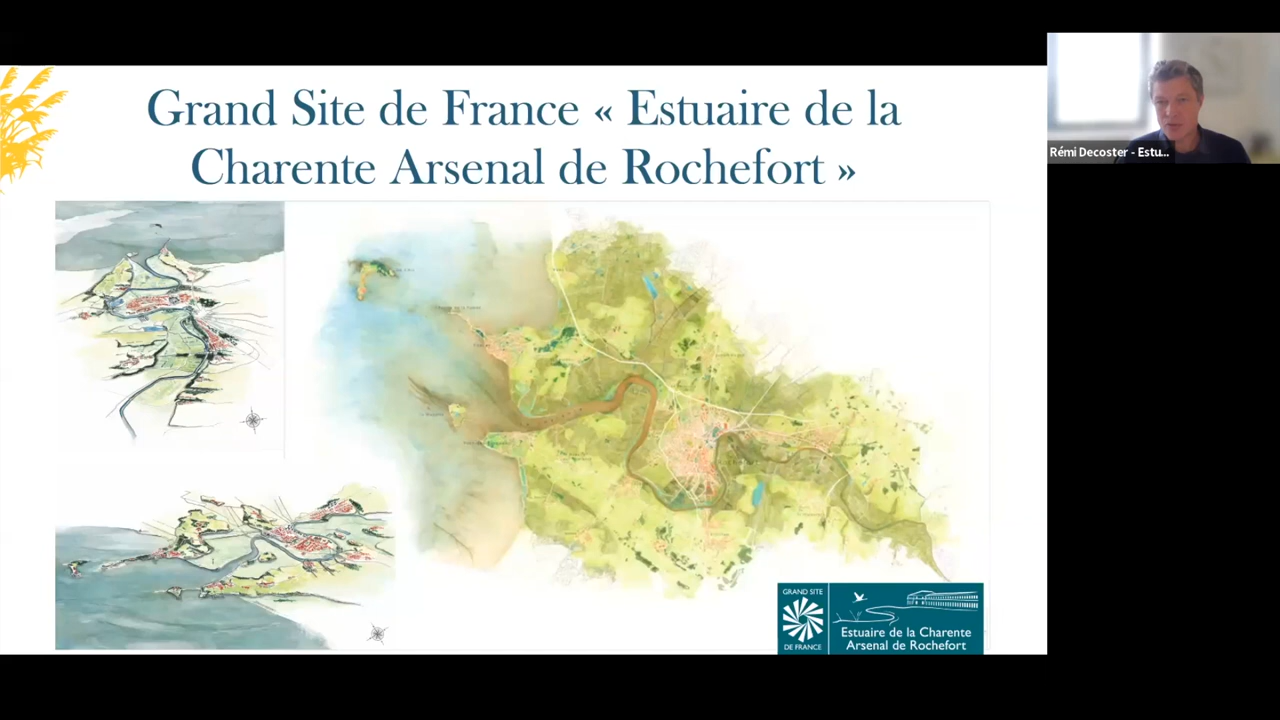 Grand Site de France « Estuaire de la
Charente Arsenal de Rochefort »
Rémi Decoster - Estu...
GRAND SITE
DE FRANCE
Estuaire de la Charente
Arsenal de Rochefort